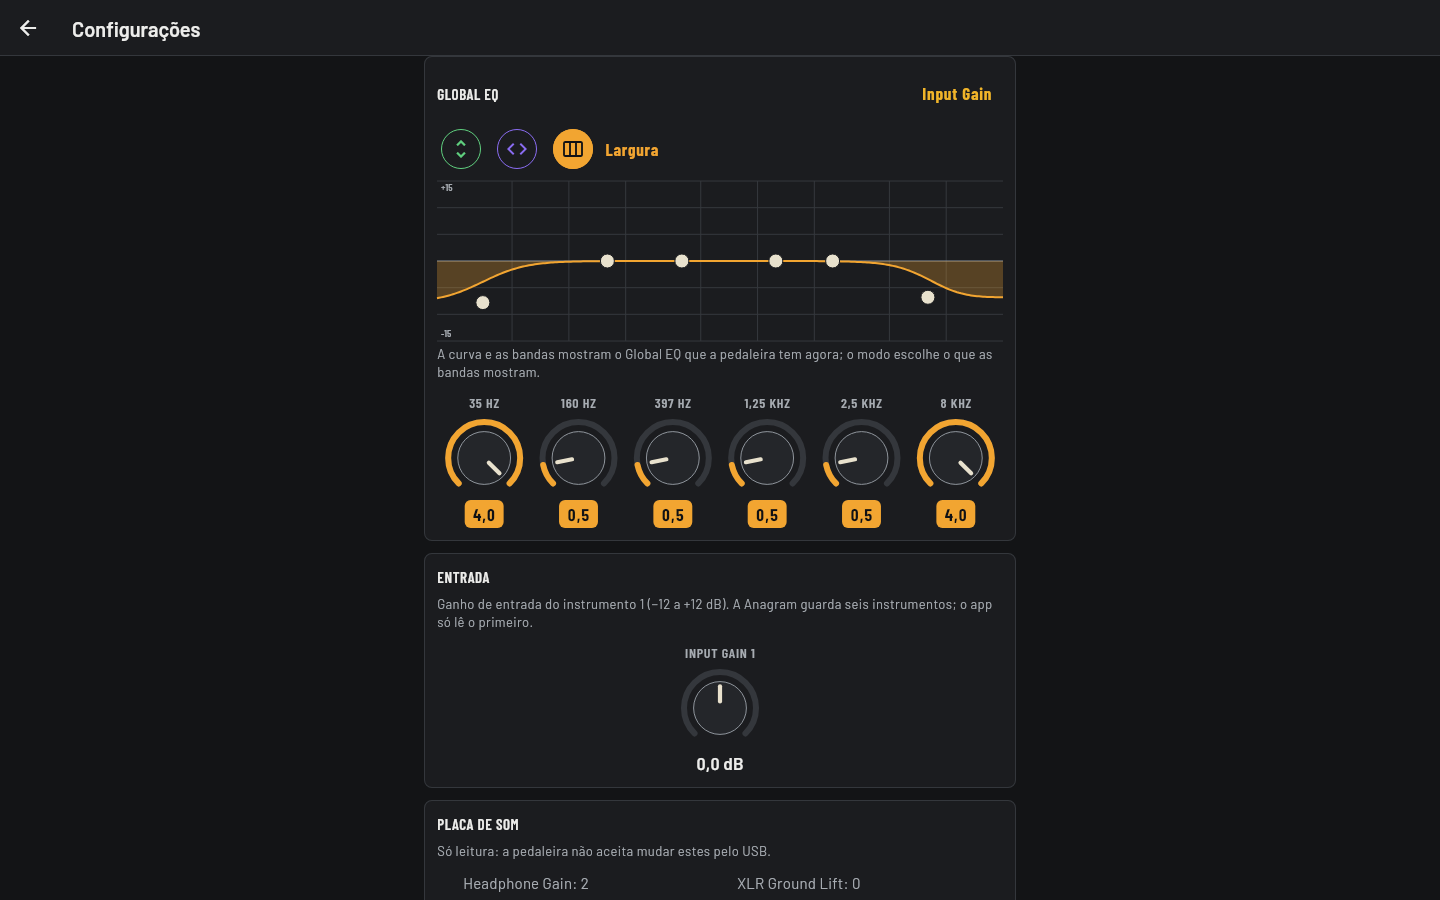 Configurações
GLOBAL EQ
Input Gain
Largura
+15
-15
A curva e as bandas mostram o Global EQ que a pedaleira tem agora; o modo escolhe o que as
bandas mostram.
35 HZ 160 HZ 397 HZ 1,25 KHZ 2,5 KHZ 8 KHZ
4,0 0,5 0,5 0,5 0,5 4,0
ENTRADA
Ganho de entrada do instrumento 1 (−12 a +12 dB). A Anagram guarda seis instrumentos; o app
só lê o primeiro.
INPUT GAIN 1
0,0 dB
PLACA DE SOM
Só leitura: a pedaleira não aceita mudar estes pelo USB.
Headphone Gain: 2 XLR Ground Lift: 0